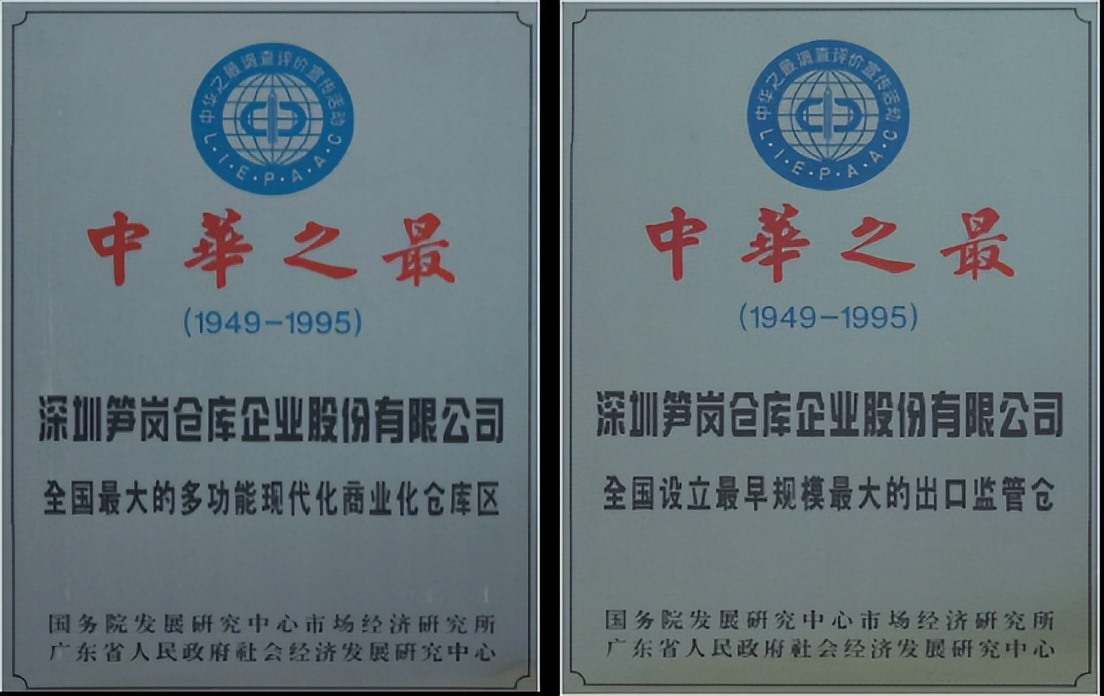 中华之最调查评价宣传活动
L·I·E·P·A·A·C
中華之最
(1949-1995)
深圳笋岗仓库企业股份有限公司
全国最大的多功能现代化商业化仓库区
国务院发展研究中心市场经济研究所
广东省人民政府社会经济发展研究中心
中华之最调查评价宣传活动
L·I·E·P·A·A·C
中華之最
(1949-1995)
深圳笋岗仓库企业股份有限公司
全国设立最早规模最大的出口监管仓
国务院发展研究中心市场经济研究所
广东省人民政府社会经济发展研究中心